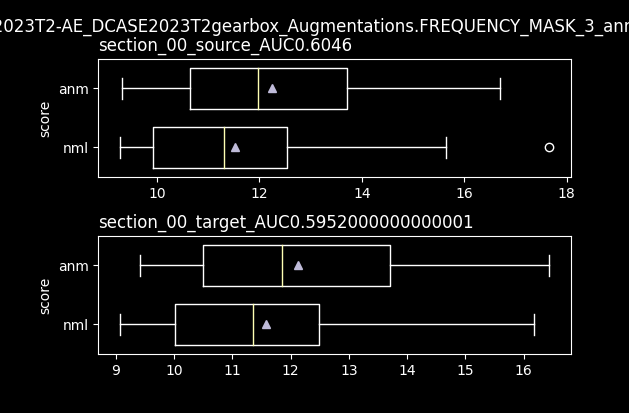 2023T2-AE_DCASE2023T2gearbox_Augmentations.FREQUENCY_MASK_3_ann
section_00_source_AUC0.6046
anm
nml
score
10 12 14 16 18
section_00_target_AUC0.5952000000000001
anm
nml
score
9 10 11 12 13 14 15 16